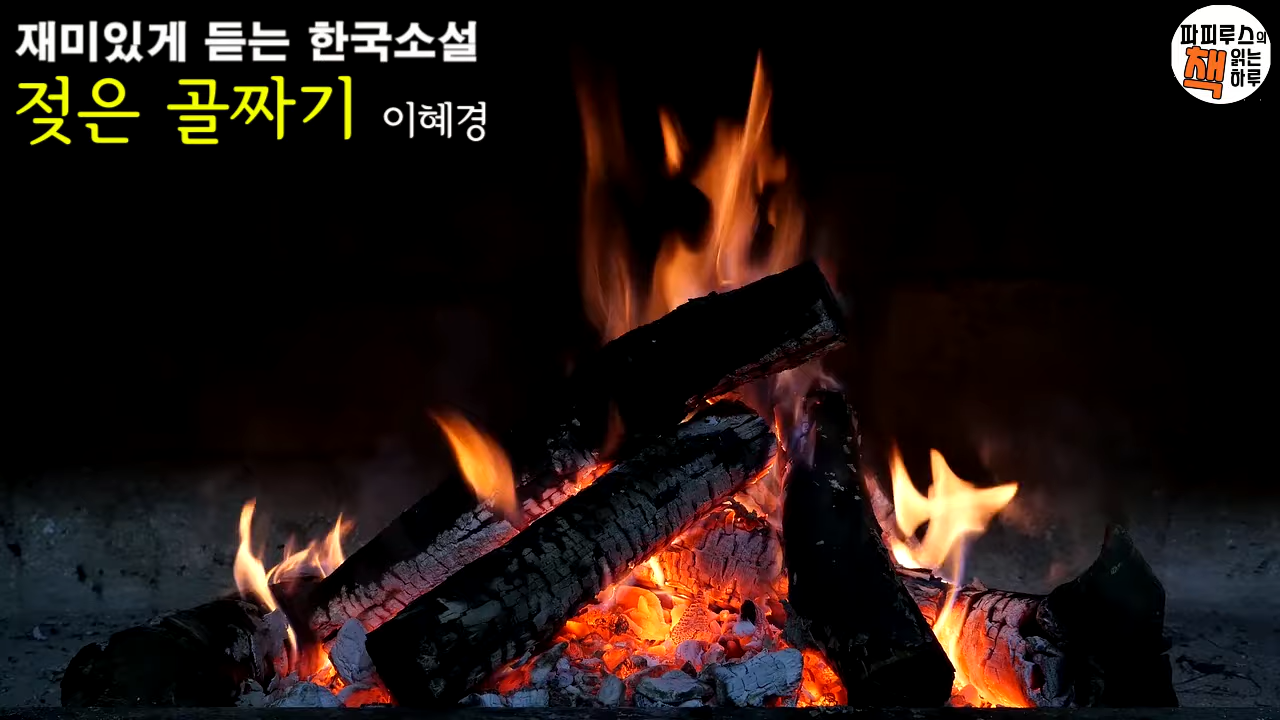 재미있게 듣는 한국소설
젖은 골짜기 이혜경
파피루스의
책 읽는
하루